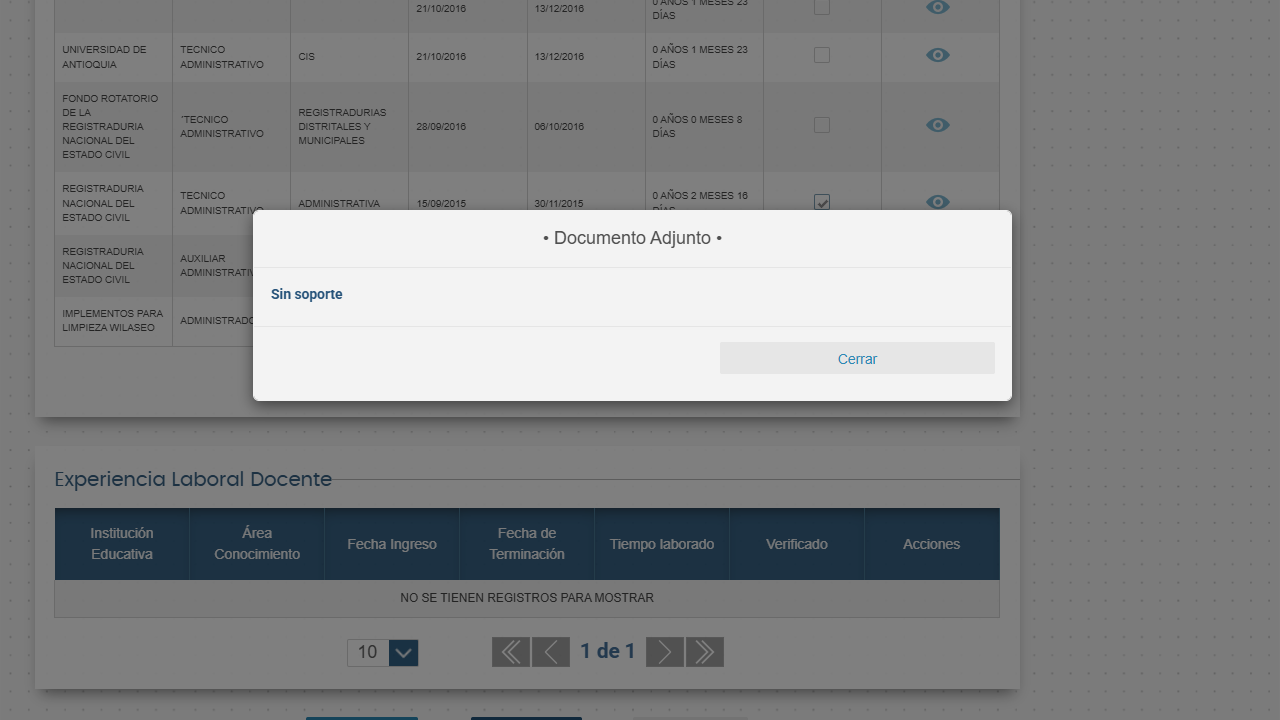 21/10/2016 13/12/2016 0 AÑOS 1 MESES 23 DÍAS
UNIVERSIDAD DE ANTIOQUIA TECNICO ADMINISTRATIVO CIS 21/10/2016 13/12/2016 0 AÑOS 1 MESES 23 DÍAS
FONDO ROTATORIO DE LA REGISTRADURIA NACIONAL DEL ESTADO CIVIL "TECNICO ADMINISTRATIVO REGISTRADURIAS DISTRITALES Y MUNICIPALES 28/09/2016 06/10/2016 0 AÑOS 0 MESES 8 DÍAS
REGISTRADURIA NACIONAL DEL ESTADO CIVIL TECNICO ADMINISTRATIVO ADMINISTRATIVA 15/09/2015 30/11/2015 0 AÑOS 2 MESES 16 DÍAS
• Documento Adjunto •
REGISTRADURIA NACIONAL DEL ESTADO CIVIL AUXILIAR ADMINISTRATIV
Sin soporte
IMPLEMENTOS PARA LIMPIEZA WILASEO ADMINISTRADO
Cerrar
Experiencia Laboral Docente
Institución Educativa Área Conocimiento Fecha Ingreso Fecha de Terminación Tiempo laborado Verificado Acciones
NO SE TIENEN REGISTROS PARA MOSTRAR
10 1 de 1